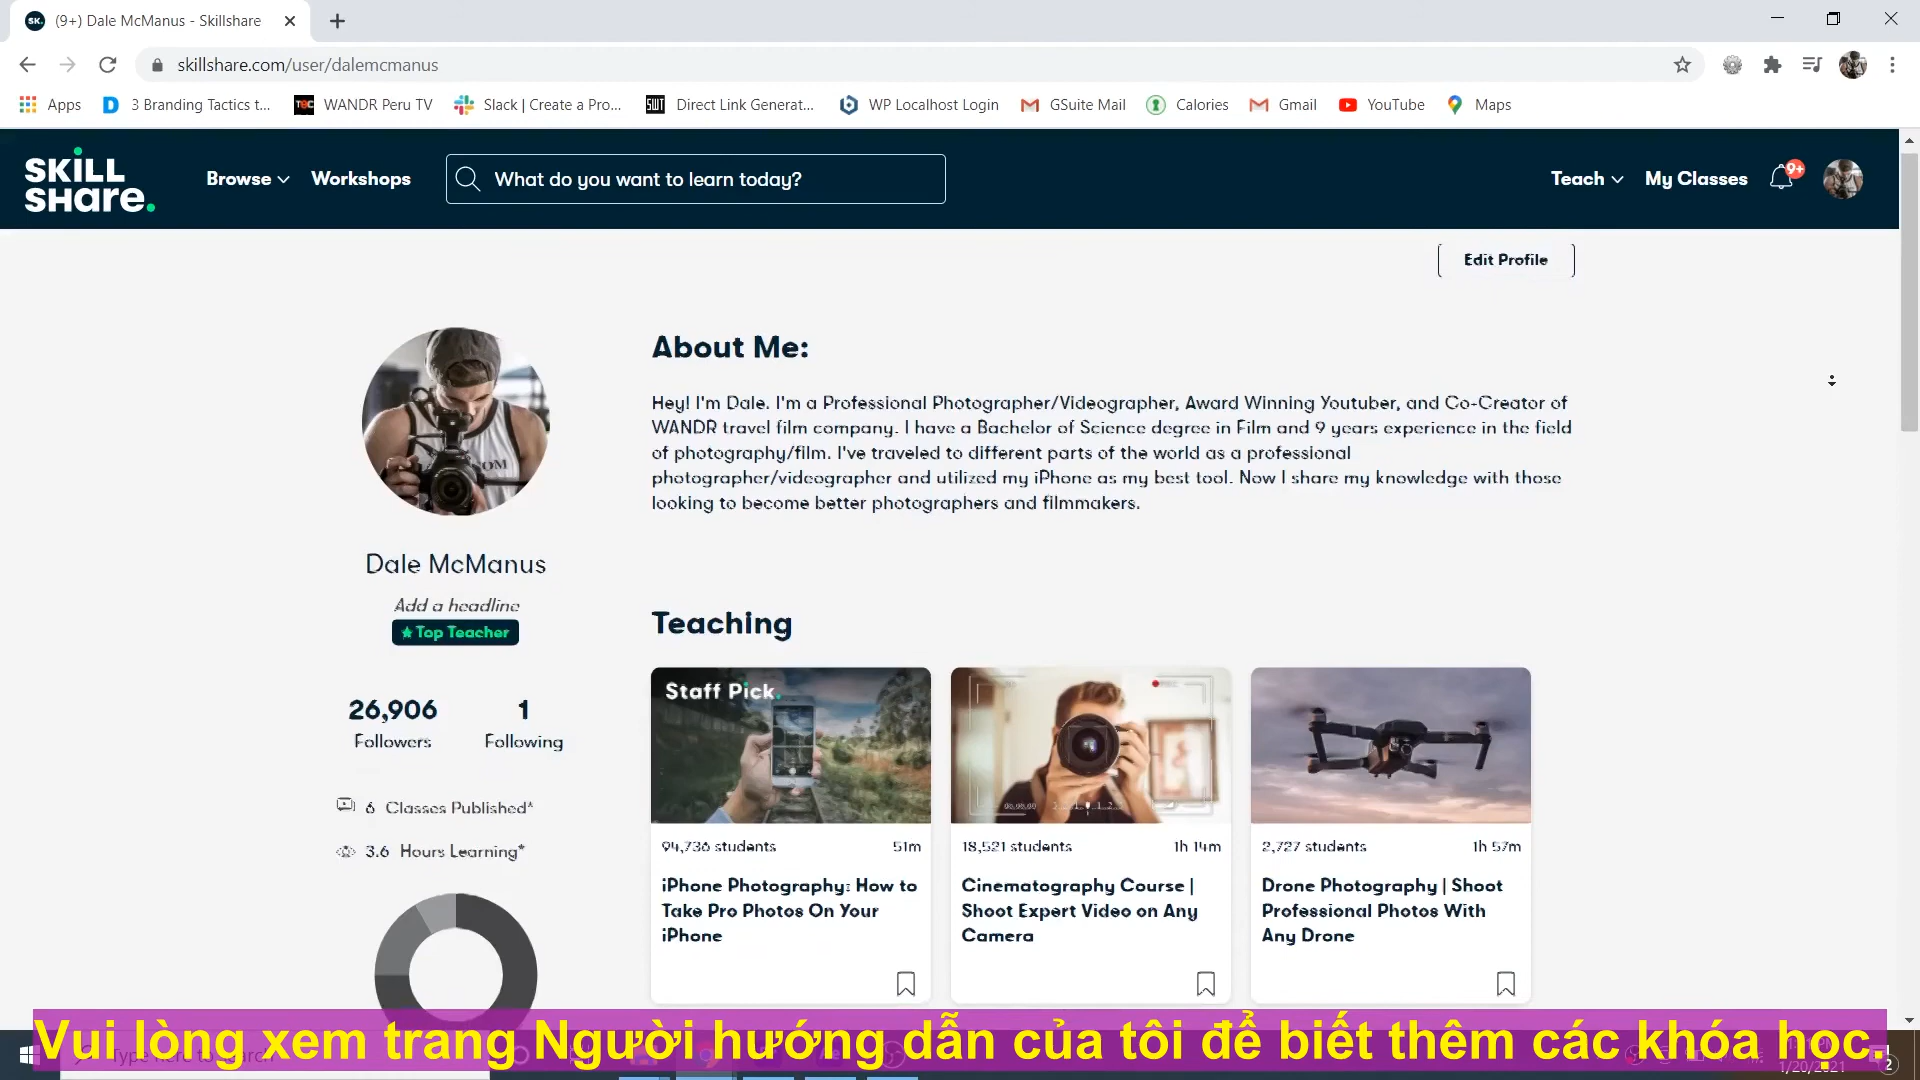 (9+) Dale McManus - Skillshare
skillshare.com/user/dalemcmanus
Apps 3 Branding Tactics t... WANDR Peru TV Slack | Create a Pro... Direct Link Generat... WP Localhost Login GSuite Mail Calories Gmail YouTube Maps
SKILL
SHare.
Browse Workshops What do you want to learn today? Teach My Classes 9+
Edit Profile
About Me:
Hey! I'm Dale. I'm a Professional Photographer/Videographer, Award Winning Youtuber, and Co-Creator of
WANDR travel film company. I have a Bachelor of Science degree in Film and 9 years experience in the field
of photography/film. I've traveled to different parts of the world as a professional
photographer/videographer and utilized my iPhone as my best tool. Now I share my knowledge with those
looking to become better photographers and filmmakers.
Dale McManus
Add a headline
Top Teacher
26,906 1
Followers Following
6 Classes Published*
3.6 Hours Learning*
Teaching
Staff Pick.
94,736 students 51m
iPhone Photography: How to
Take Pro Photos On Your
iPhone
18,521 students 1h 14m
Cinematography Course |
Shoot Expert Video on Any
Camera
2,727 students 1h 57m
Drone Photography | Shoot
Professional Photos With
Any Drone
Vui lòng xem trang Người hướng dẫn của tôi để biết thêm các khóa học.
Type here to search
1/20/2021
2